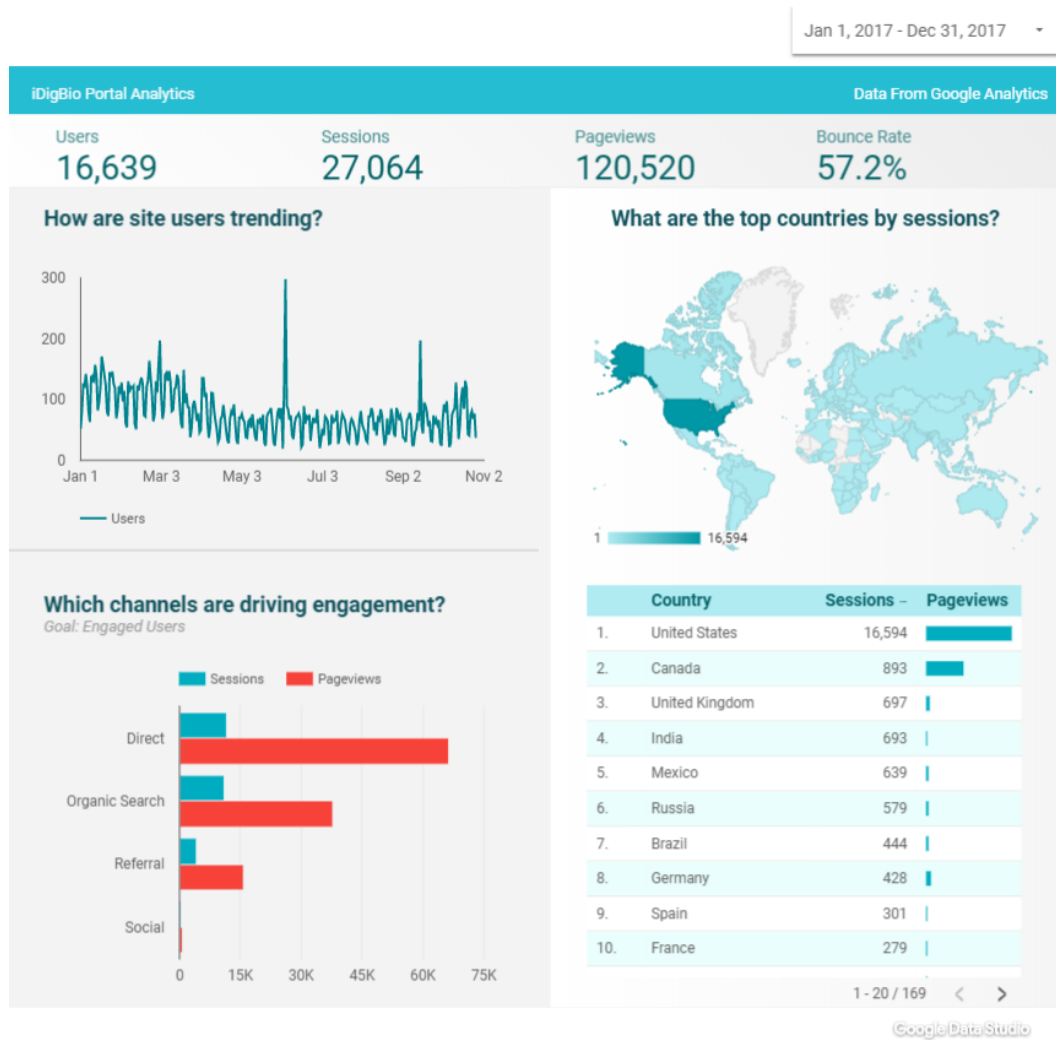 Jan 1, 2017 - Dec 31, 2017
iDigBio Portal Analytics
Data From Google Analytics
Users
16,639
Sessions
27,064
Pageviews
120,520
Bounce Rate
57.2%
How are site users trending?
300
200
100
0
Jan 1 Mar 3 May 3 Jul 3 Sep 2 Nov 2
Users
Which channels are driving engagement?
Goal: Engaged Users
Sessions Pageviews
Direct
Organic Search
Referral
Social
0 15K 30K 45K 60K 75K
What are the top countries by sessions?
1 16,594
Country Sessions Pageviews
1. United States 16,594
2. Canada 893
3. United Kingdom 697
4. India 693
5. Mexico 639
6. Russia 579
7. Brazil 444
8. Germany 428
9. Spain 301
10. France 279
1 - 20 / 169
Google Data Studio